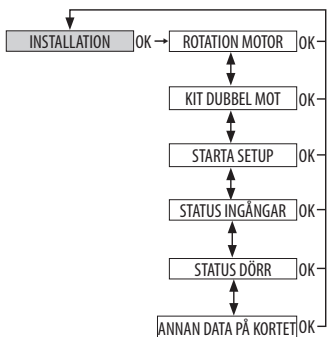 INSTALLATION OK ROTATION MOTOR OK
KIT DUBBEL MOT OK
STARTA SETUP OK
STATUS INGÅNGAR OK
STATUS DÖRR OK
ANNAN DATA PÅ KORTET OK